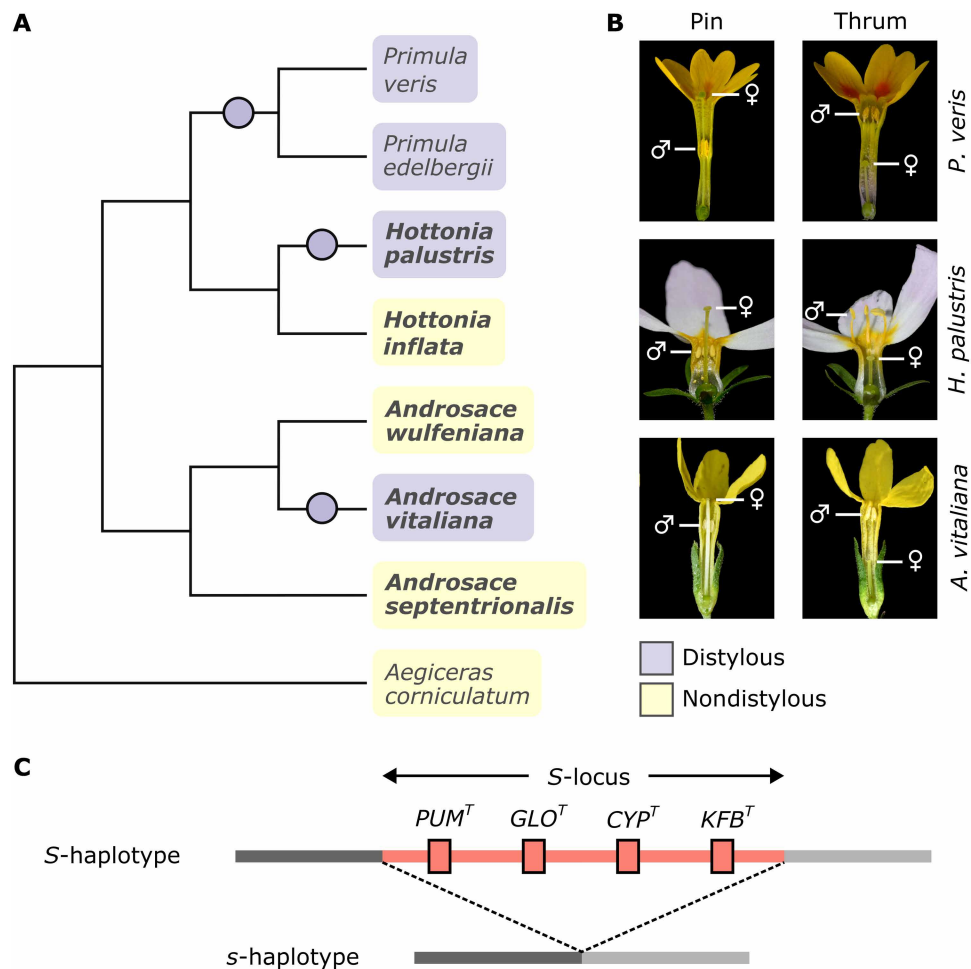 A
Primula
veris
Primula
edelbergii
Hottonia
palustris
Hottonia
inflata
Androsace
wulfeniana
Androsace
vitaliana
Androsace
septentrionalis
Aegiceras
corniculatum
B
Pin
Thrum
♀
♂
♂
♀
P. veris
♀
♂
♂
♀
H. palustris
♀
♂
♂
♀
A. vitaliana
Distylous
Nondistylous
C
S-locus
PUMᵀ GLOᵀ CYPᵀ KFBᵀ
S-haplotype
s-haplotype